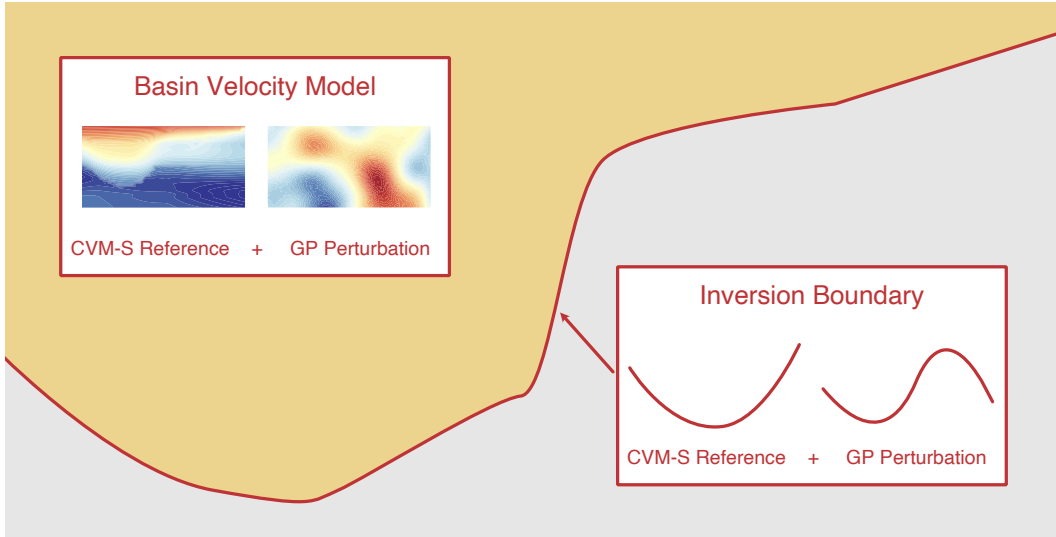 Basin Velocity Model
CVM-S Reference + GP Perturbation
Inversion Boundary
CVM-S Reference + GP Perturbation